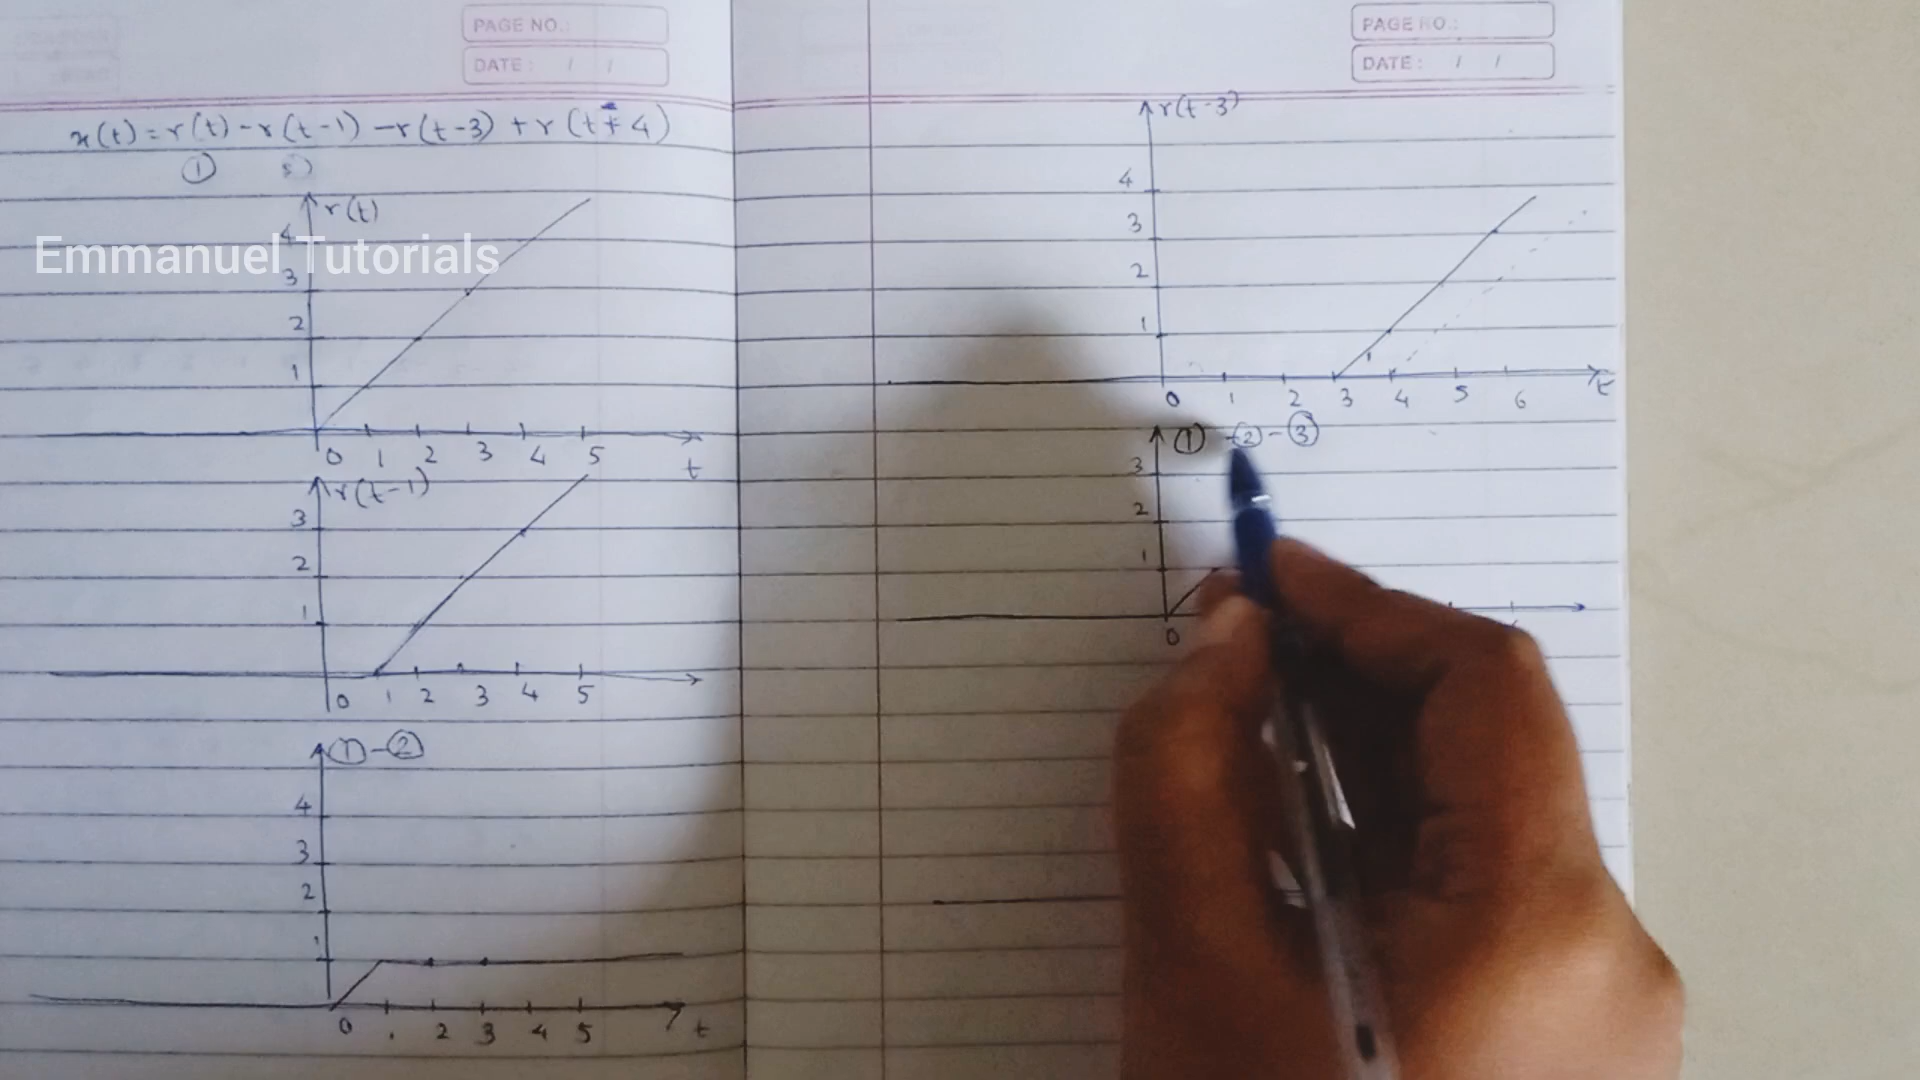 PAGE NO.:
DATE : / /
x(t) = r(t) - r(t-1) - r(t-3) + r(t-4)
①
r(t)
4
Emmanuel Tutorials
3
2
1
0 1 2 3 4 5
t
r(t-1)
3
2
1
0 1 2 3 4 5
① - ②
4
3
2
1
0 1 2 3 4 5 t
PAGE NO.:
DATE : / /
r(t-3)
4
3
2
1
0 1 2 3 4 5 6 t
① - ② - ③
3
2
1
0